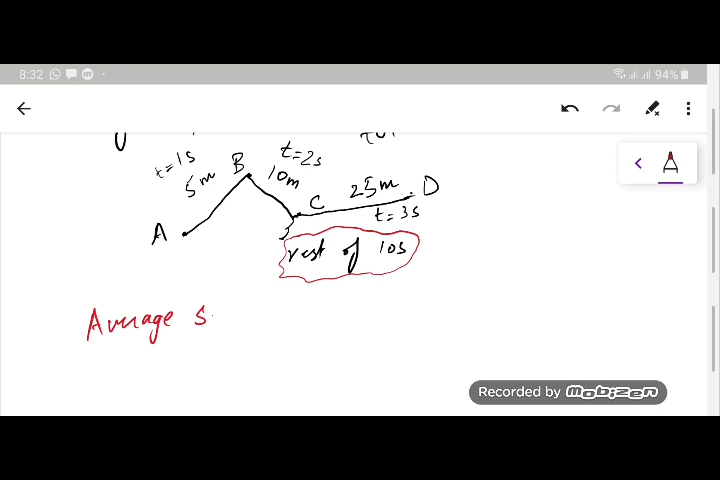 8:32
94%
t=1s
5m
B
t=2s
10m
C
25m
D
t=3s
A
rest of 10s
Average s
Recorded by Mobizen